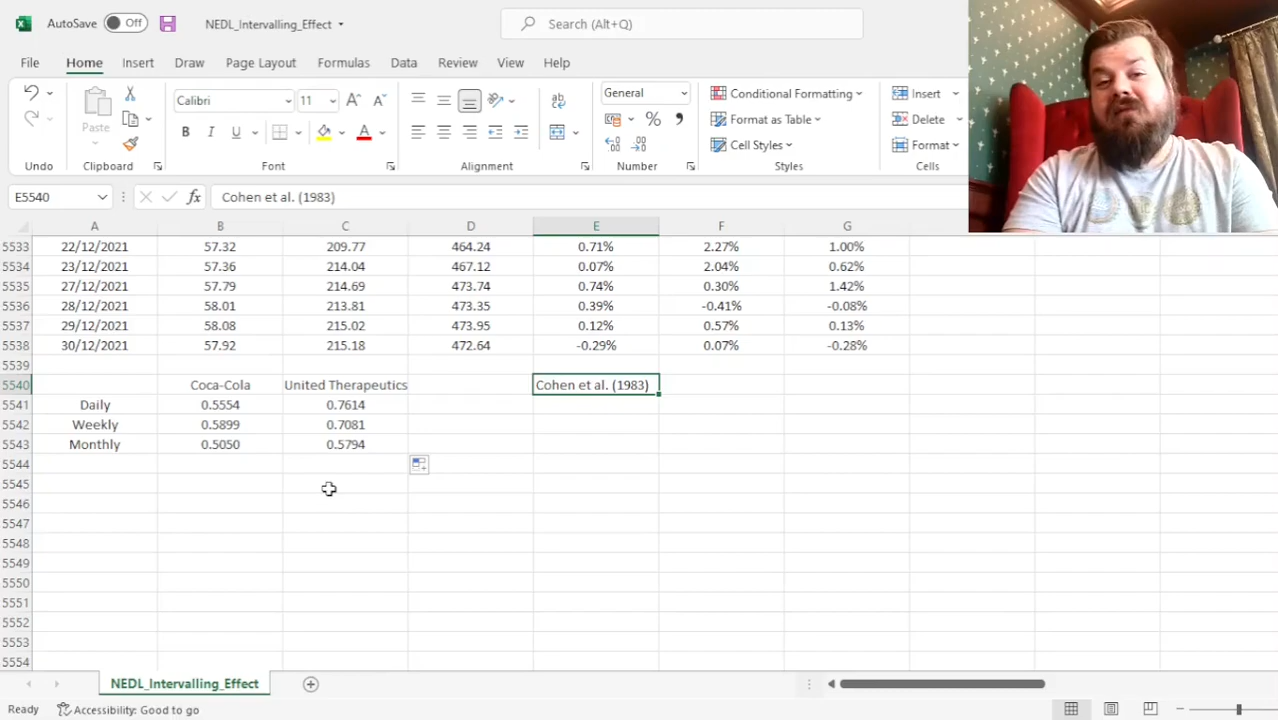 AutoSave Off NEDL_Intervalling_Effect Search (Alt+Q)
File Home Insert Draw Page Layout Formulas Data Review View Help
Calibri 11 General Conditional Formatting Insert
Paste Format as Table Delete
B I U Cell Styles Format
Undo Clipboard Font Alignment Number Styles Cells
E5540 fx Cohen et al. (1983)
A B C D E F G
5533 22/12/2021 57.32 209.77 464.24 0.71% 2.27% 1.00%
5534 23/12/2021 57.36 214.04 467.12 0.07% 2.04% 0.62%
5535 27/12/2021 57.79 214.69 473.74 0.74% 0.30% 1.42%
5536 28/12/2021 58.01 213.81 473.35 0.39% -0.41% -0.08%
5537 29/12/2021 58.08 215.02 473.95 0.12% 0.57% 0.13%
5538 30/12/2021 57.92 215.18 472.64 -0.29% 0.07% -0.28%
5539
5540 Coca-Cola United Therapeutics Cohen et al. (1983)
5541 Daily 0.5554 0.7614
5542 Weekly 0.5899 0.7081
5543 Monthly 0.5050 0.5794
5544
5545
5546
5547
5548
5549
5550
5551
5552
5553
5554
NEDL_Intervalling_Effect
Ready Accessibility: Good to go